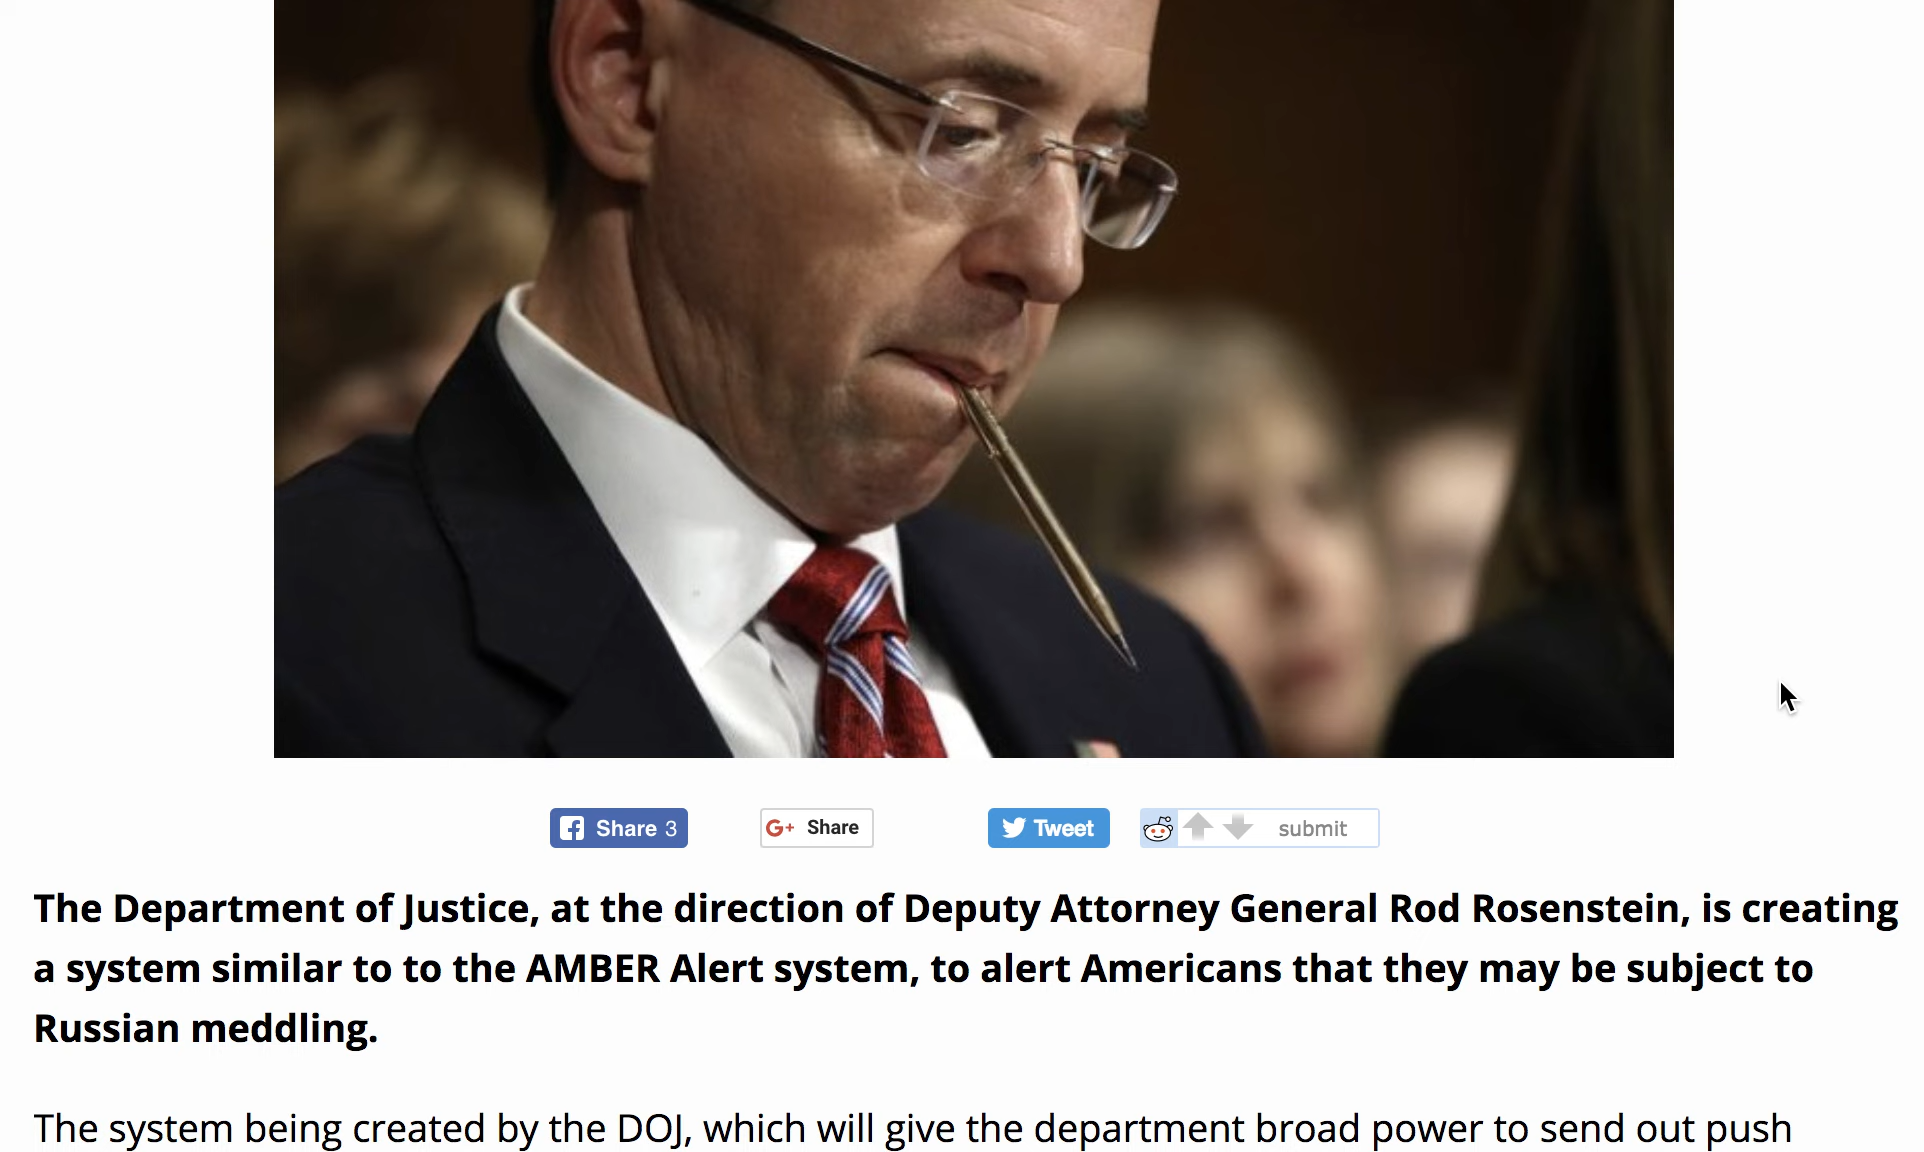 Share 3
G+ Share
Tweet
submit
The Department of Justice, at the direction of Deputy Attorney General Rod Rosenstein, is creating
a system similar to to the AMBER Alert system, to alert Americans that they may be subject to
Russian meddling.
The system being created by the DOJ, which will give the department broad power to send out push